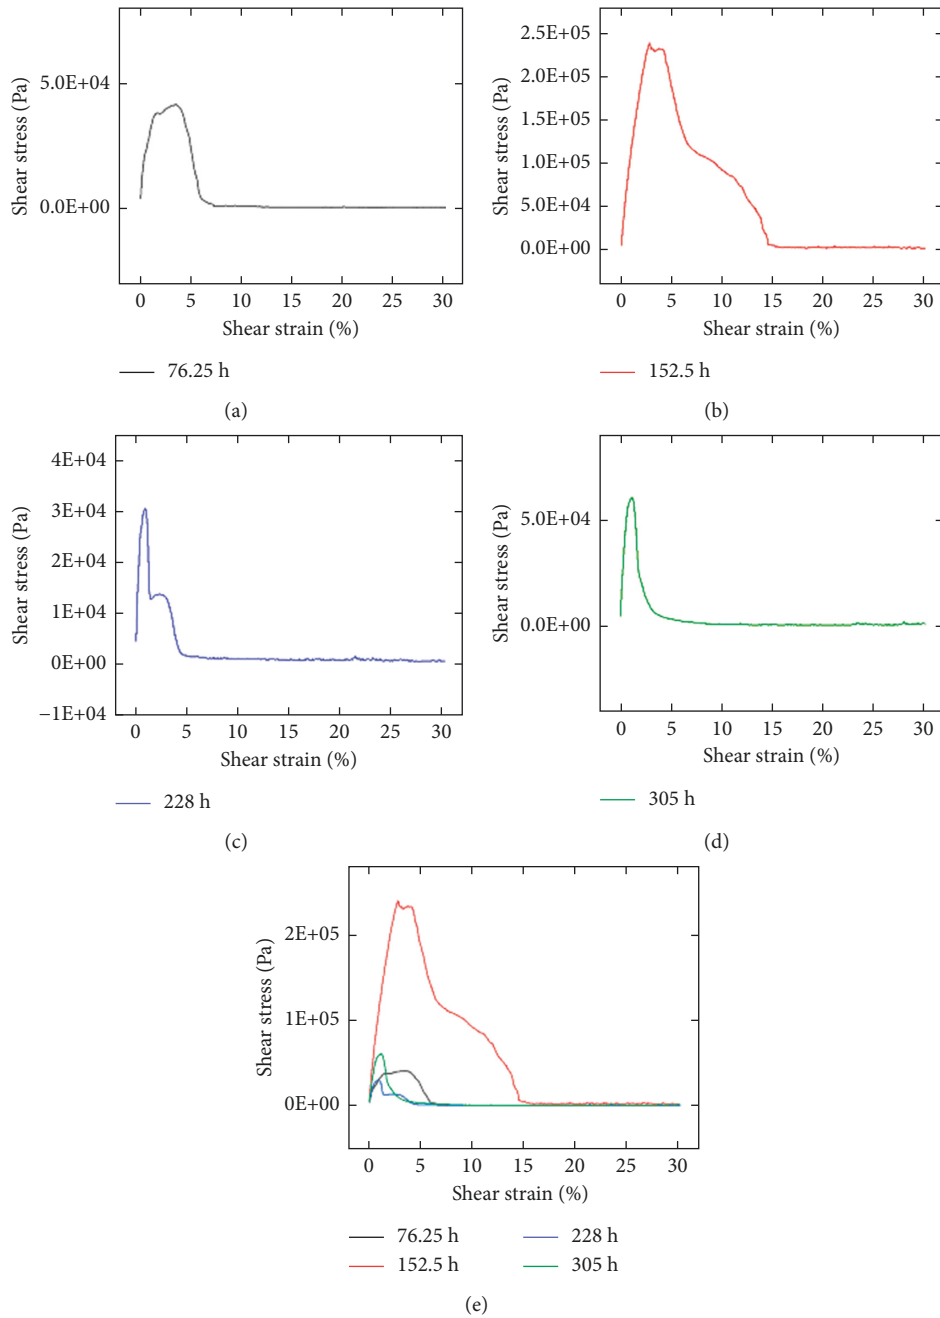 Shear stress (Pa)
5.0E+04
0.0E+00
0 5 10 15 20 25 30
Shear strain (%)
76.25 h
(a)
Shear stress (Pa)
2.5E+05
2.0E+05
1.5E+05
1.0E+05
5.0E+04
0.0E+00
0 5 10 15 20 25 30
Shear strain (%)
152.5 h
(b)
Shear stress (Pa)
4E+04
3E+04
2E+04
1E+04
0E+00
−1E+04
0 5 10 15 20 25 30
Shear strain (%)
228 h
(c)
Shear stress (Pa)
5.0E+04
0.0E+00
0 5 10 15 20 25 30
Shear strain (%)
305 h
(d)
Shear stress (Pa)
2E+05
1E+05
0E+00
0 5 10 15 20 25 30
Shear strain (%)
76.25 h 228 h
152.5 h 305 h
(e)